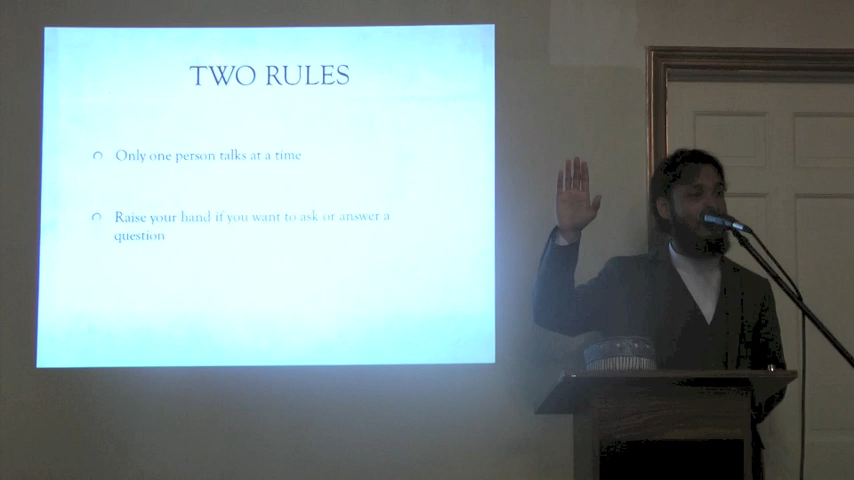 TWO RULES
Only one person talks at a time
Raise your hand if you want to ask or answer a
question